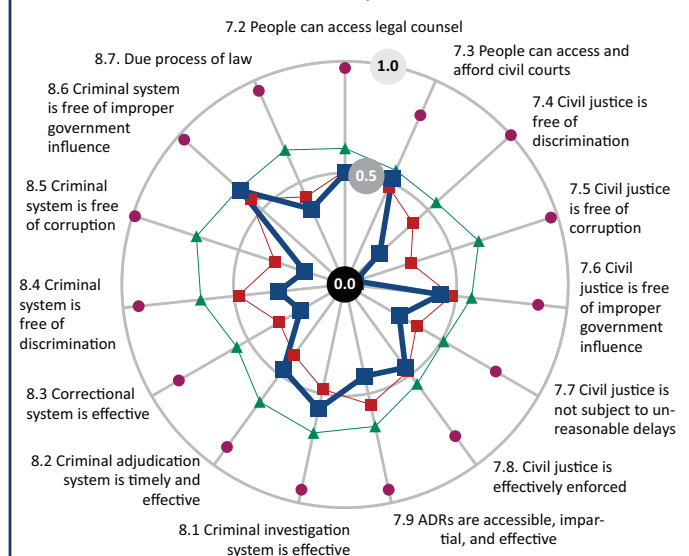 7.2 People can access legal counsel
8.7. Due process of law
7.3 People can access and
afford civil courts
1.0
8.6 Criminal system
is free of improper
government
influence
7.4 Civil justice is
free of
discrimination
0.5
8.5 Criminal
system is free
of corruption
7.5 Civil justice
is free of
corruption
0.0
8.4 Criminal
system is
free of
discrimination
7.6 Civil
justice is free
of improper
government
influence
8.3 Correctional
system is effective
7.7 Civil justice is
not subject to un-
reasonable delays
8.2 Criminal adjudication
system is timely and
effective
7.8. Civil justice is
effectively enforced
8.1 Criminal investigation
system is effective
7.9 ADRs are accessible, impar-
tial, and effective